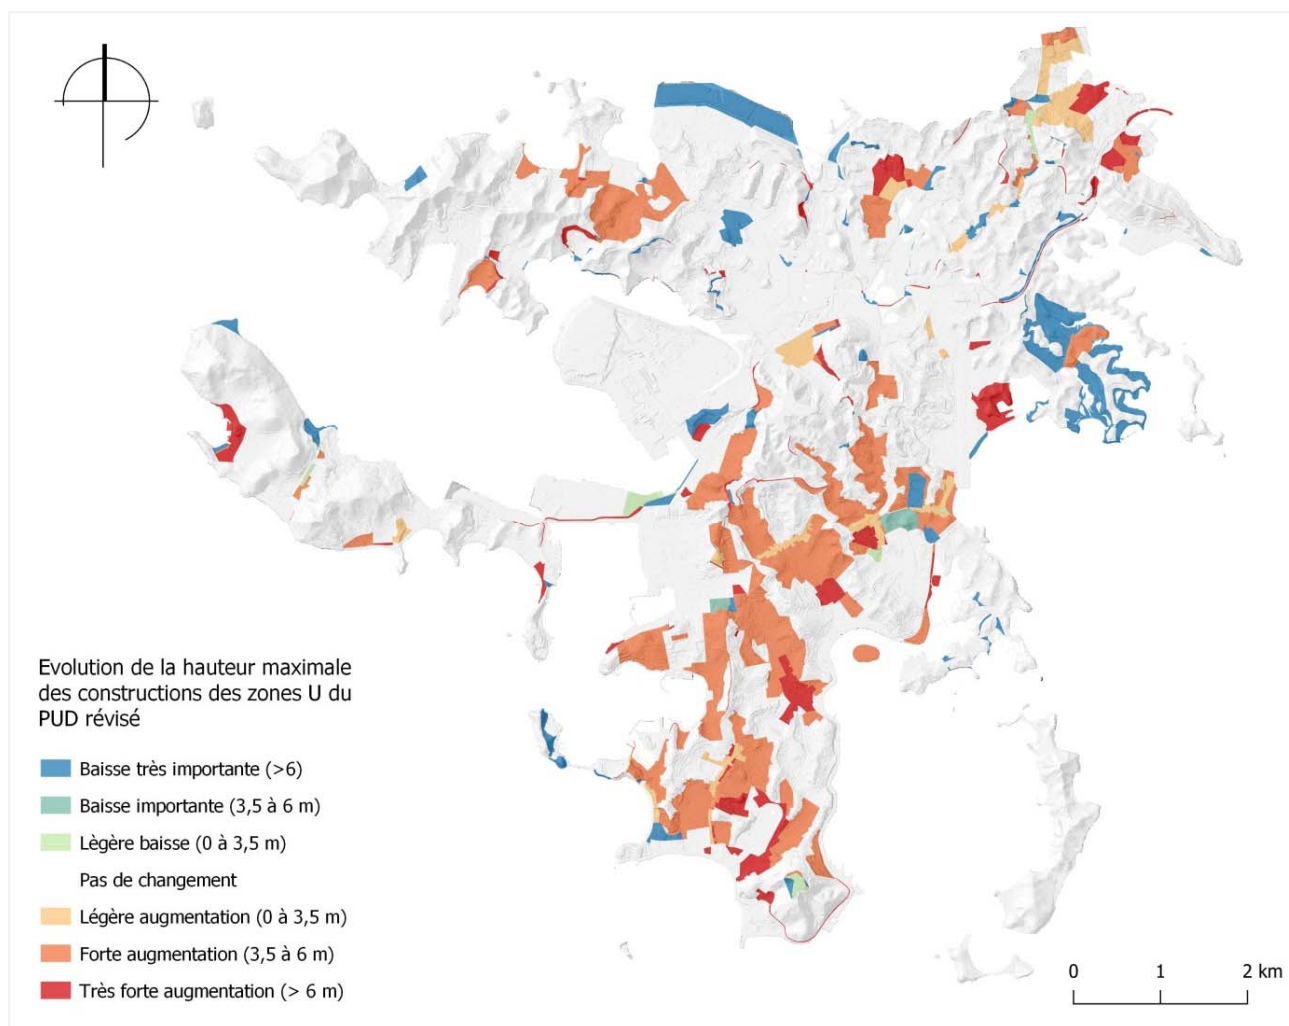 Evolution de la hauteur maximale
des constructions des zones U du
PUD révisé
Baisse très importante (>6)
Baisse importante (3,5 à 6 m)
Lègère baisse (0 à 3,5 m)
Pas de changement
Légère augmentation (0 à 3,5 m)
Forte augmentation (3,5 à 6 m)
Très forte augmentation (> 6 m)
0 1 2 km